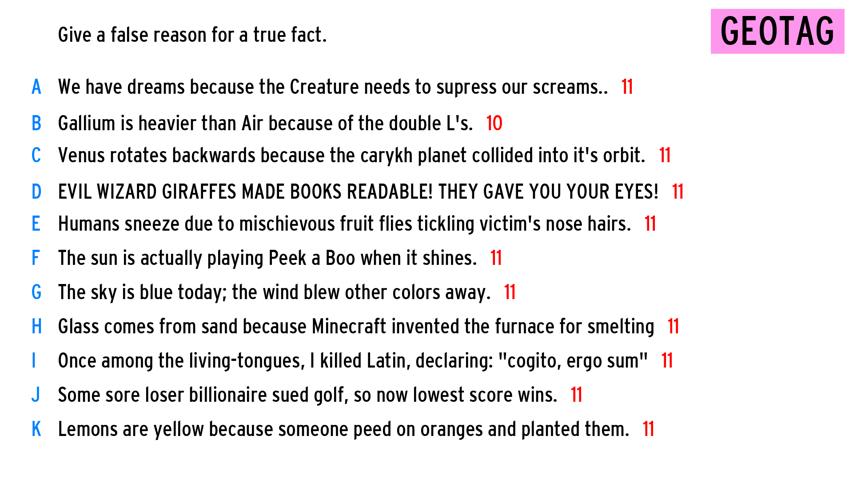 Give a false reason for a true fact.
GEOTAG
A We have dreams because the Creature needs to supress our screams.. 11
B Gallium is heavier than Air because of the double L's. 10
C Venus rotates backwards because the carykh planet collided into it's orbit. 11
D EVIL WIZARD GIRAFFES MADE BOOKS READABLE! THEY GAVE YOU YOUR EYES! 11
E Humans sneeze due to mischievous fruit flies tickling victim's nose hairs. 11
F The sun is actually playing Peek a Boo when it shines. 11
G The sky is blue today; the wind blew other colors away. 11
H Glass comes from sand because Minecraft invented the furnace for smelting 11
I Once among the living-tongues, I killed Latin, declaring: "cogito, ergo sum" 11
J Some sore loser billionaire sued golf, so now lowest score wins. 11
K Lemons are yellow because someone peed on oranges and planted them. 11